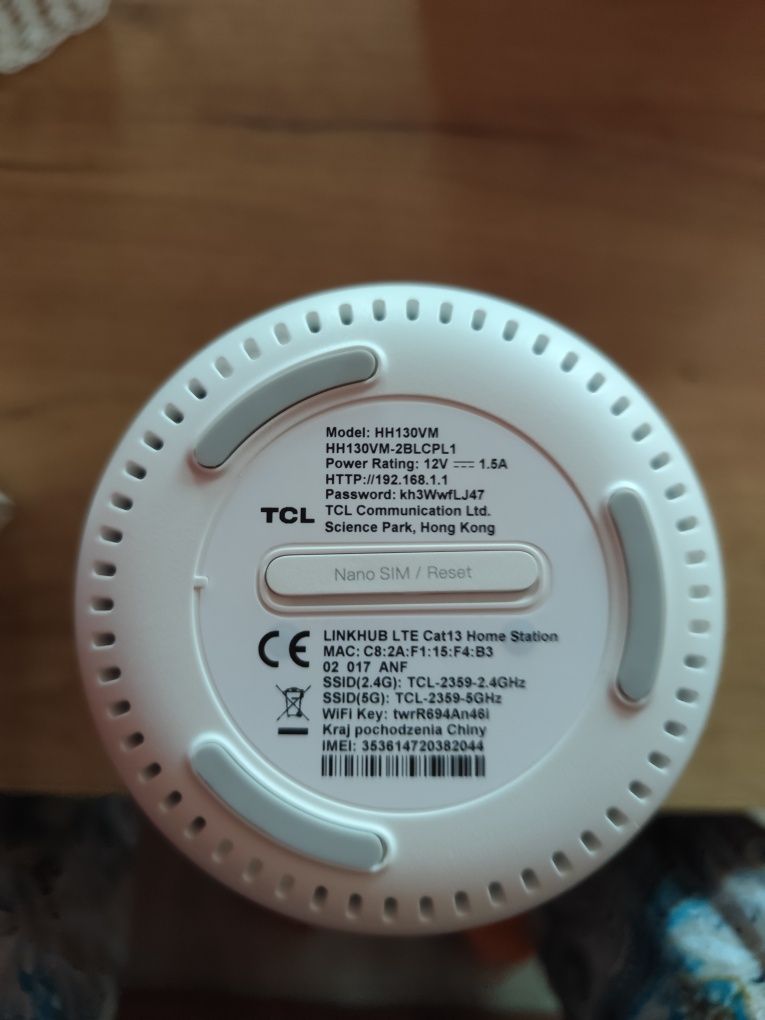 Model: HH130VM
HH130VM-2BLCPL1
Power Rating: 12V ⎓ 1.5A
HTTP://192.168.1.1
Password: kh3WwfLJ47
TCL
TCL Communication Ltd.
Science Park, Hong Kong
Nano SIM / Reset
CE
LINKHUB LTE Cat13 Home Station
MAC: C8:2A:F1:15:F4:B3
02 017 ANF
SSID(2.4G): TCL-2359-2.4GHz
SSID(5G): TCL-2359-5GHz
WiFi Key: twrR694An46i
Kraj pochodzenia Chiny
IMEI: 353614720382044